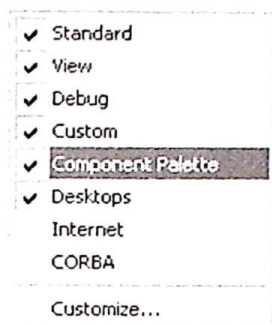 Standard
View
Debug
Custom
Component Palette
Desktops
Internet
CORBA
Customize...